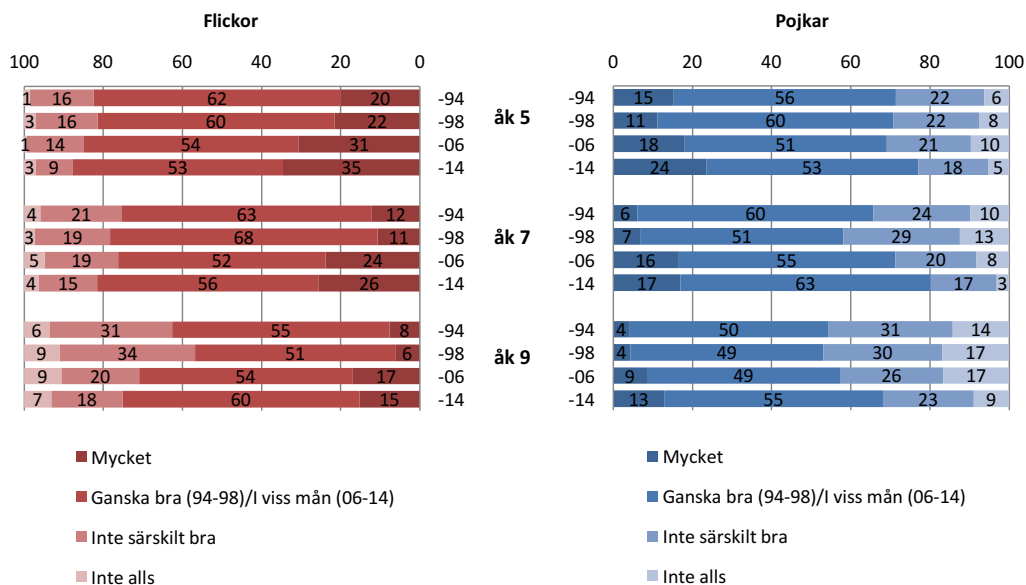 Flickor Pojkar
100 80 60 40 20 0 0 20 40 60 80 100
1 16 62 20 -94 åk 5 -94 15 56 22 6
3 16 60 22 -98 -98 11 60 22 8
1 14 54 31 -06 -06 18 51 21 10
3 9 53 35 -14 -14 24 53 18 5
4 21 63 12 -94 åk 7 -94 6 60 24 10
3 19 68 11 -98 -98 7 51 29 13
5 19 52 24 -06 -06 16 55 20 8
4 15 56 26 -14 -14 17 63 17 3
6 31 55 8 -94 åk 9 -94 4 50 31 14
9 34 51 6 -98 -98 4 49 30 17
9 20 54 17 -06 -06 9 49 26 17
7 18 60 15 -14 -14 13 55 23 9
Mycket
Ganska bra (94-98)/I viss mån (06-14)
Inte särskilt bra
Inte alls
Mycket
Ganska bra (94-98)/I viss mån (06-14)
Inte särskilt bra
Inte alls